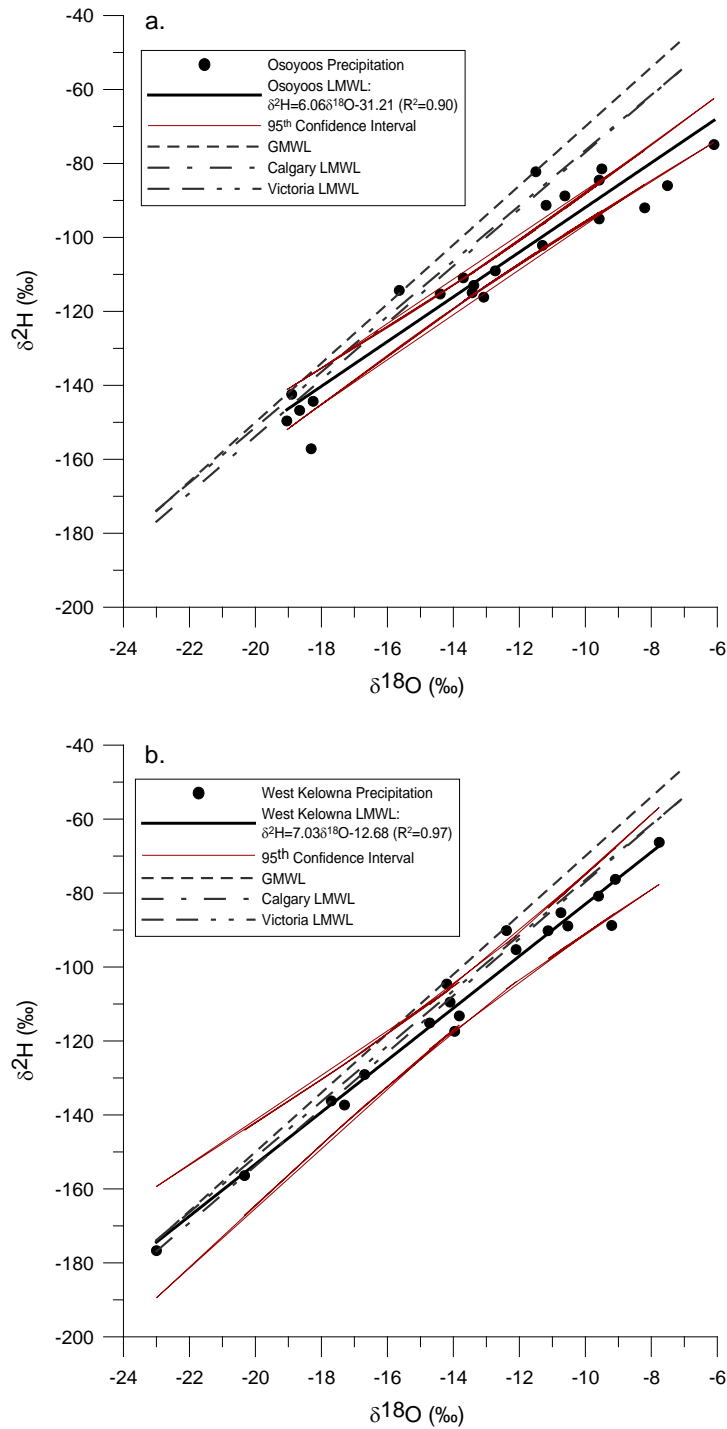 a.
Osoyoos Precipitation
Osoyoos LMWL:
δ²H=6.06δ¹⁸O-31.21 (R²=0.90)
95th Confidence Interval
GMWL
Calgary LMWL
Victoria LMWL
-40
-60
-80
-100
-120
-140
-160
-180
-200
δ²H (‰)
-24 -22 -20 -18 -16 -14 -12 -10 -8 -6
δ¹⁸O (‰)
b.
West Kelowna Precipitation
West Kelowna LMWL:
δ²H=7.03δ¹⁸O-12.68 (R²=0.97)
95th Confidence Interval
GMWL
Calgary LMWL
Victoria LMWL
-40
-60
-80
-100
-120
-140
-160
-180
-200
δ²H (‰)
-24 -22 -20 -18 -16 -14 -12 -10 -8 -6
δ¹⁸O (‰)